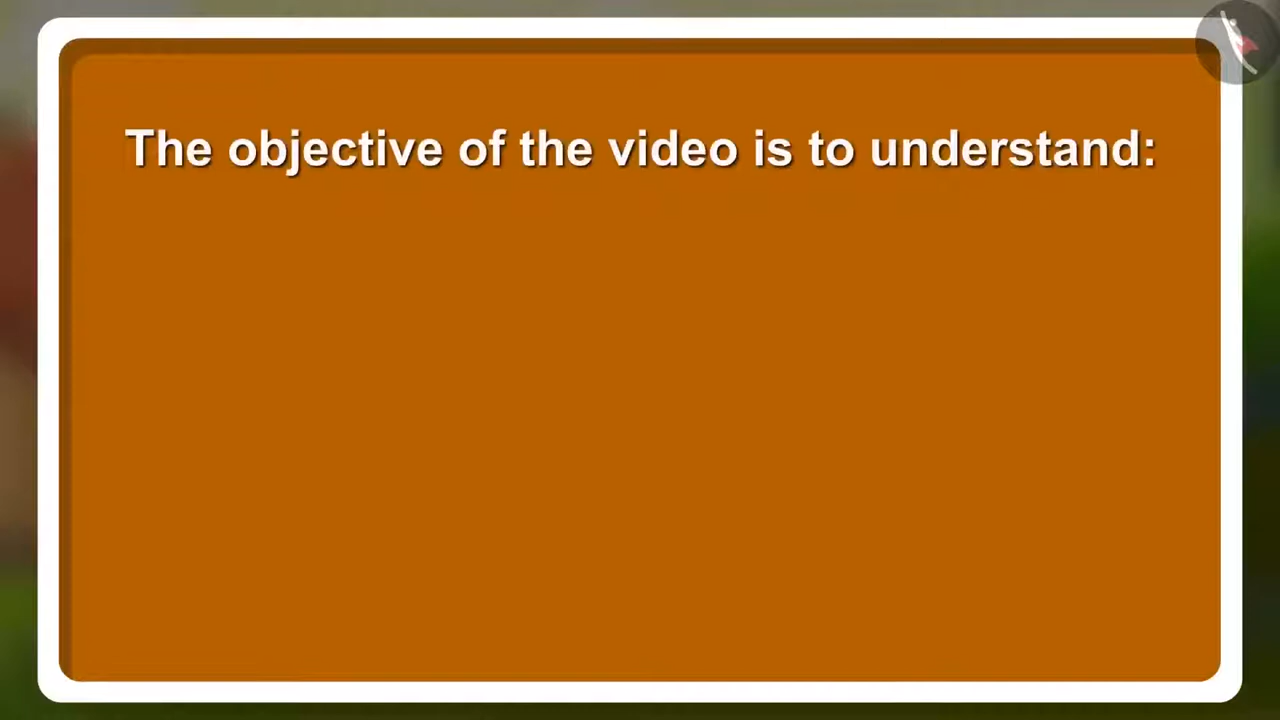 The objective of the video is to understand: